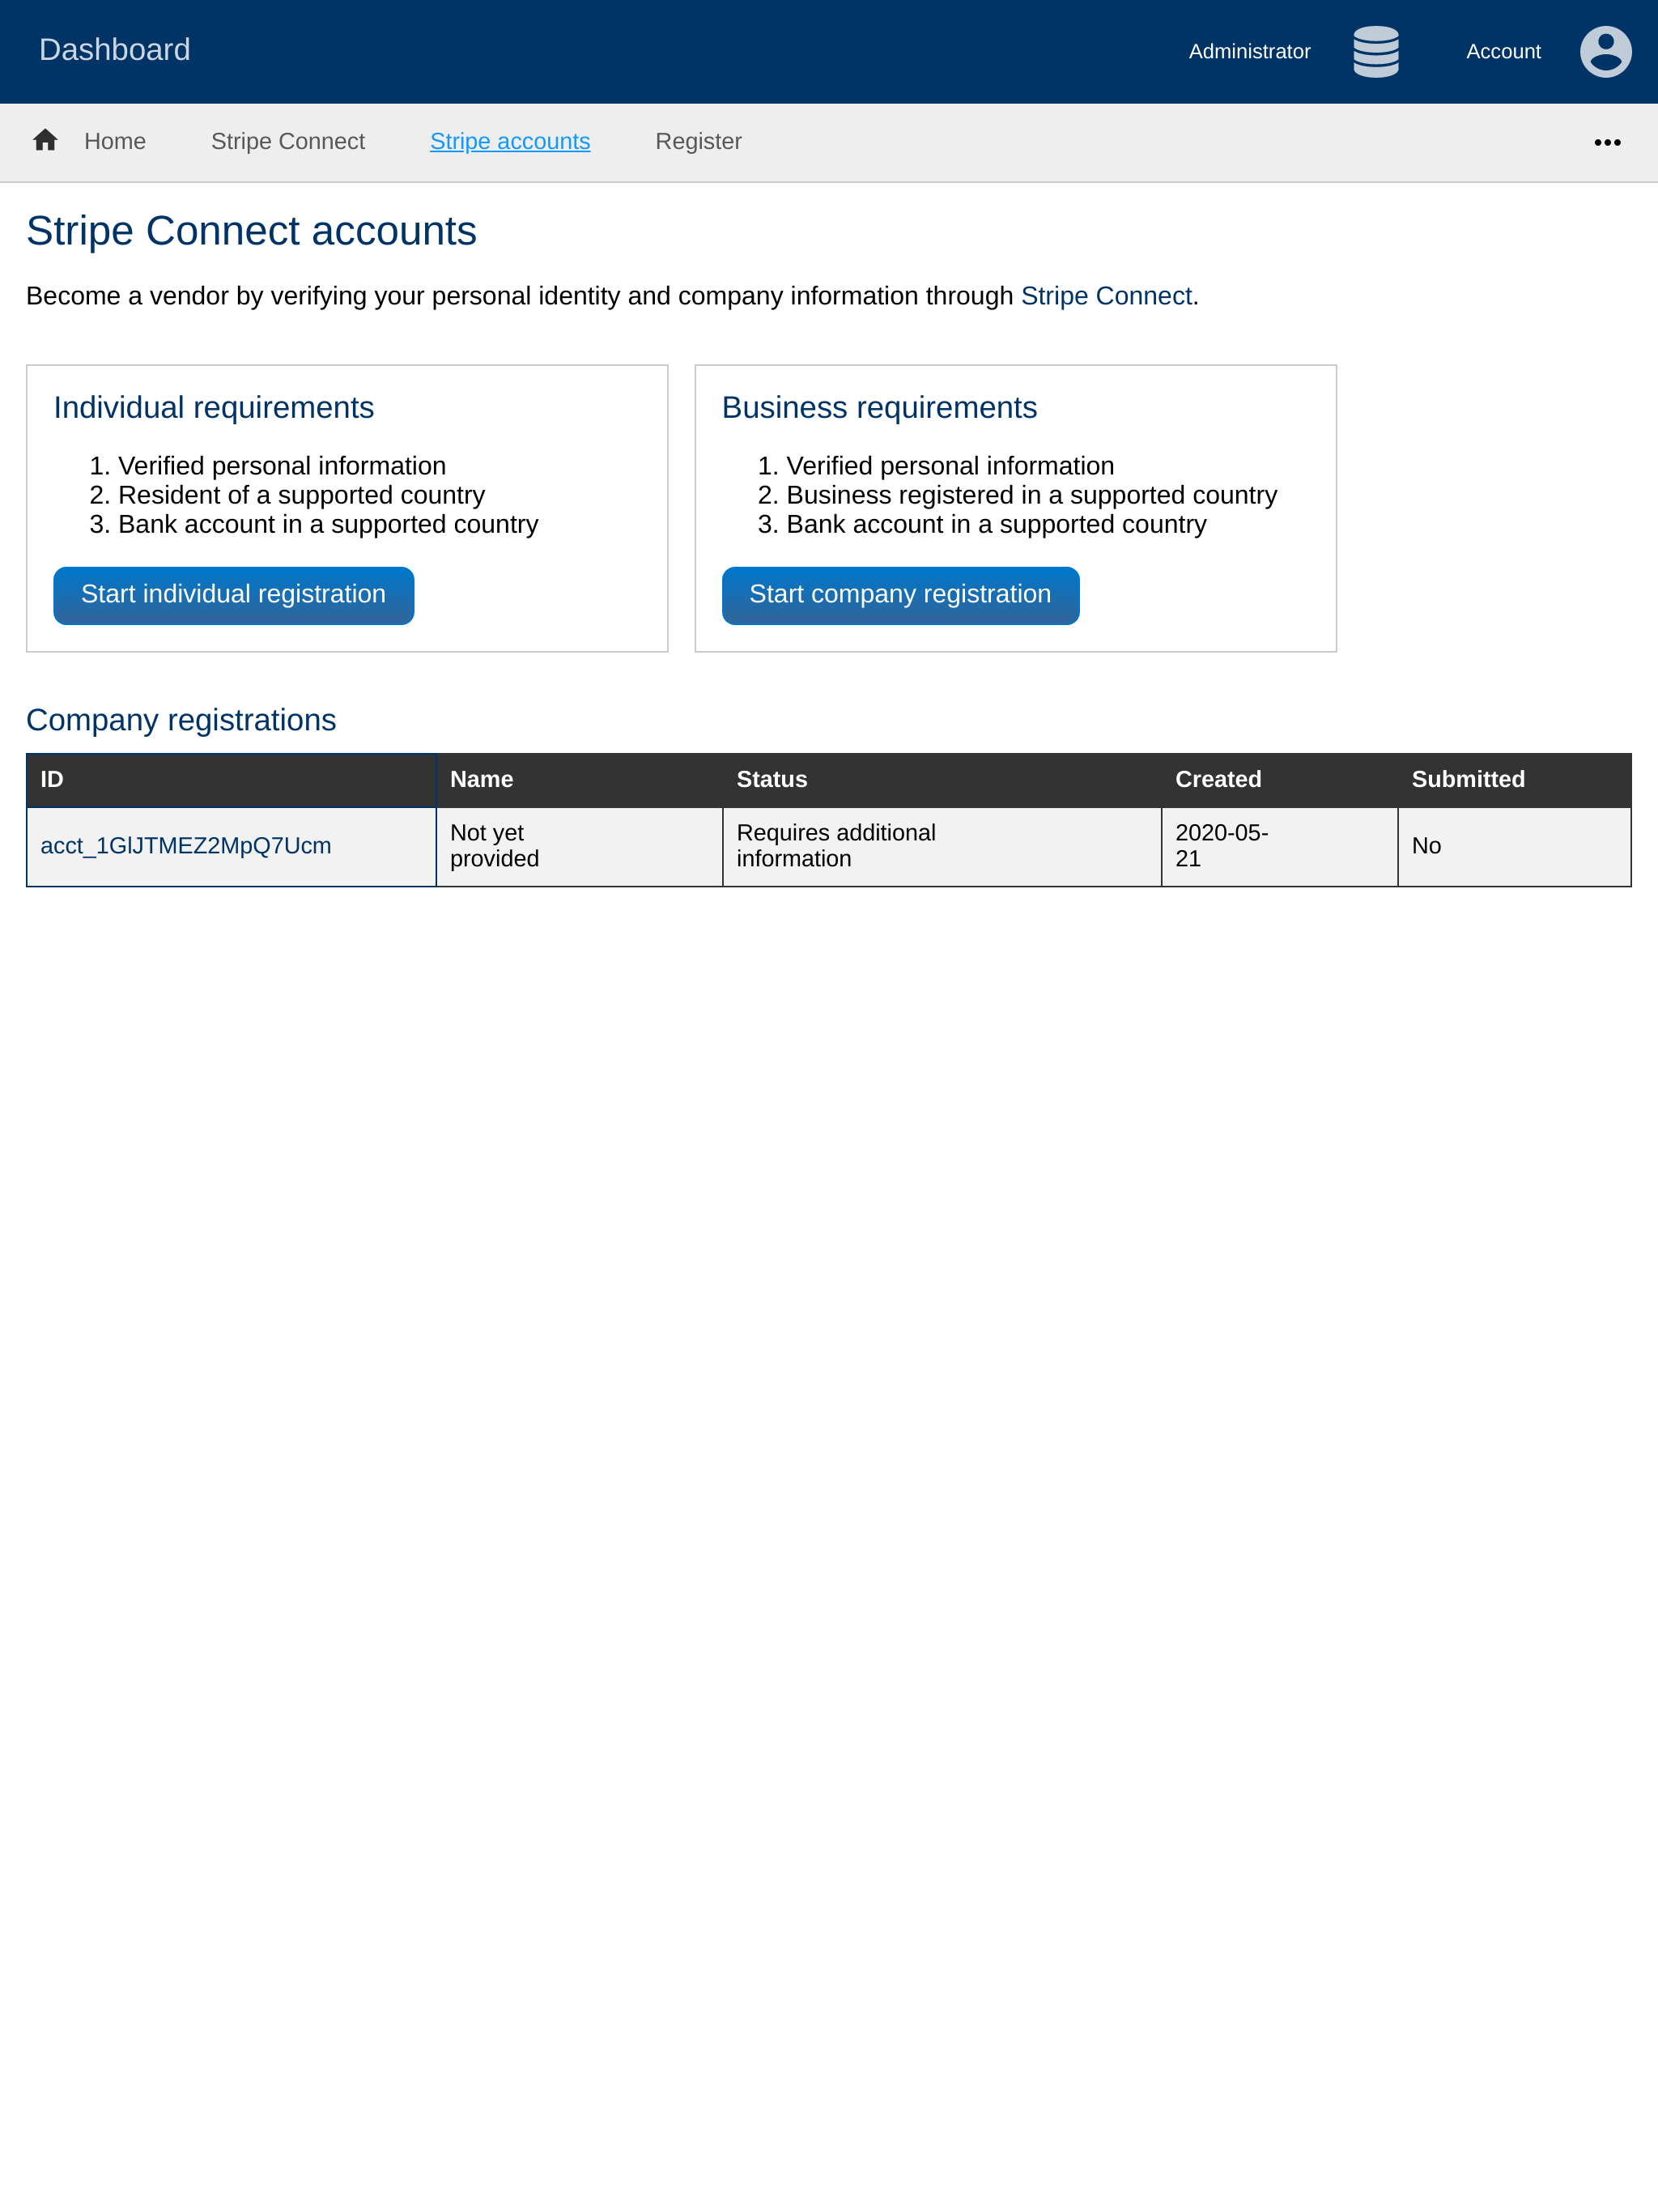 Dashboard
Administrator
Account
Home
Stripe Connect
Stripe accounts
Register
Stripe Connect accounts
Become a vendor by verifying your personal identity and company information through Stripe Connect.
Individual requirements
1. Verified personal information
2. Resident of a supported country
3. Bank account in a supported country
Start individual registration
Business requirements
1. Verified personal information
2. Business registered in a supported country
3. Bank account in a supported country
Start company registration
Company registrations
ID Name Status Created Submitted
acct_1GlJTMEZ2MpQ7Ucm
Not yet
provided
Requires additional
information
2020-05-
21
No